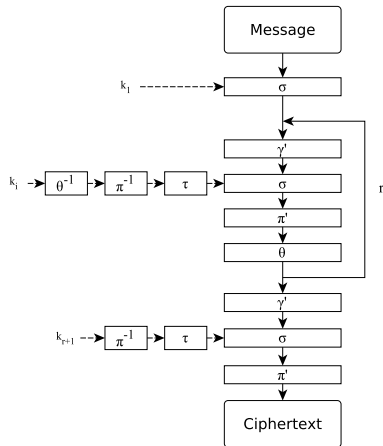 Message
k1
σ
γ'
ki
θ-1
π-1
τ
σ
π'
θ
r
γ'
kr+1
π-1
τ
σ
π'
Ciphertext